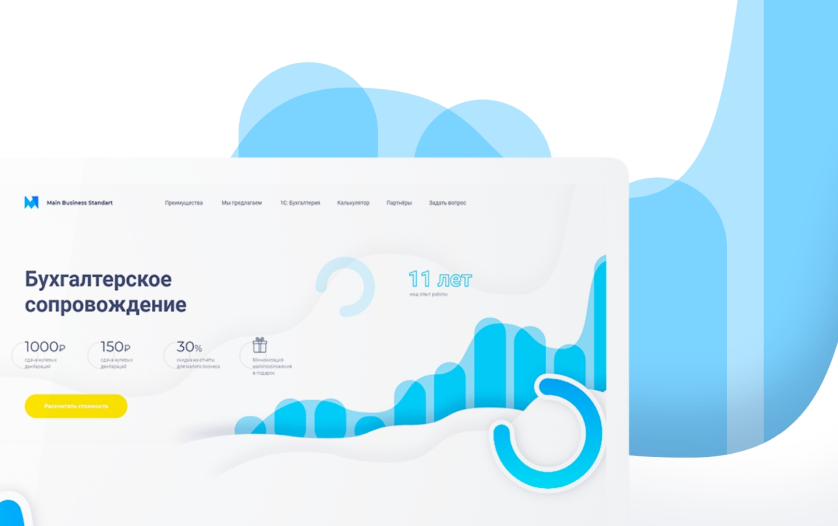 Main Business Standart
Преимущества
Мы предлагаем
1С: Бухгалтерия
Калькулятор
Партнёры
Задать вопрос
Бухгалтерское
сопровождение
11 лет
наш опыт работы
1000₽
сдача нулевых
деклараций
150₽
сдача нулевых
деклараций
30%
скидка на отчеты
для малого бизнеса
Минимизация
налогообложения
в подарок
Рассчитать стоимость